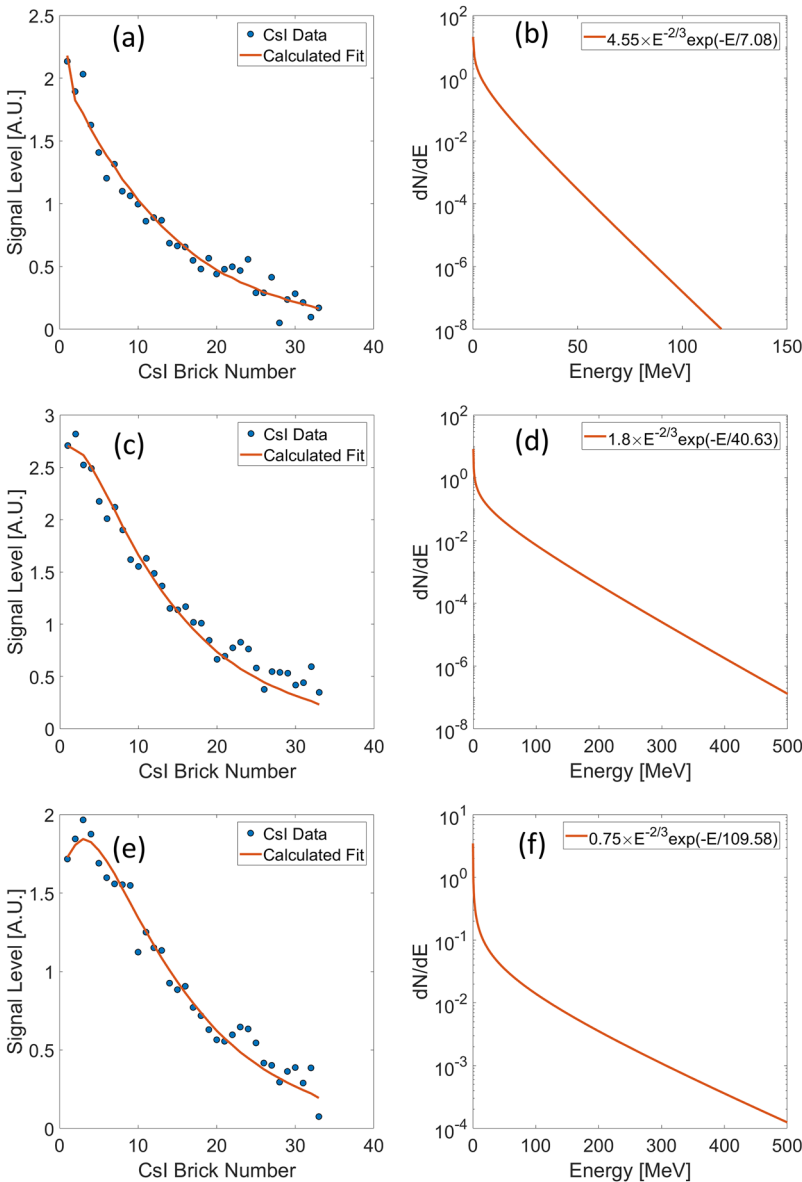 (a)
CsI Data
Calculated Fit
2.5
2
1.5
1
0.5
0
0 10 20 30 40
Signal Level [A.U.]
CsI Brick Number
(b)
4.55×E^-2/3exp(-E/7.08)
10^2
10^0
10^-2
10^-4
10^-6
10^-8
0 50 100 150
dN/dE
Energy [MeV]
(c)
CsI Data
Calculated Fit
3
2.5
2
1.5
1
0.5
0
0 10 20 30 40
Signal Level [A.U.]
CsI Brick Number
(d)
1.8×E^-2/3exp(-E/40.63)
10^2
10^0
10^-2
10^-4
10^-6
10^-8
0 100 200 300 400 500
dN/dE
Energy [MeV]
(e)
CsI Data
Calculated Fit
2
1.5
1
0.5
0
0 10 20 30 40
Signal Level [A.U.]
CsI Brick Number
(f)
0.75×E^-2/3exp(-E/109.58)
10^1
10^0
10^-1
10^-2
10^-3
10^-4
0 100 200 300 400 500
dN/dE
Energy [MeV]